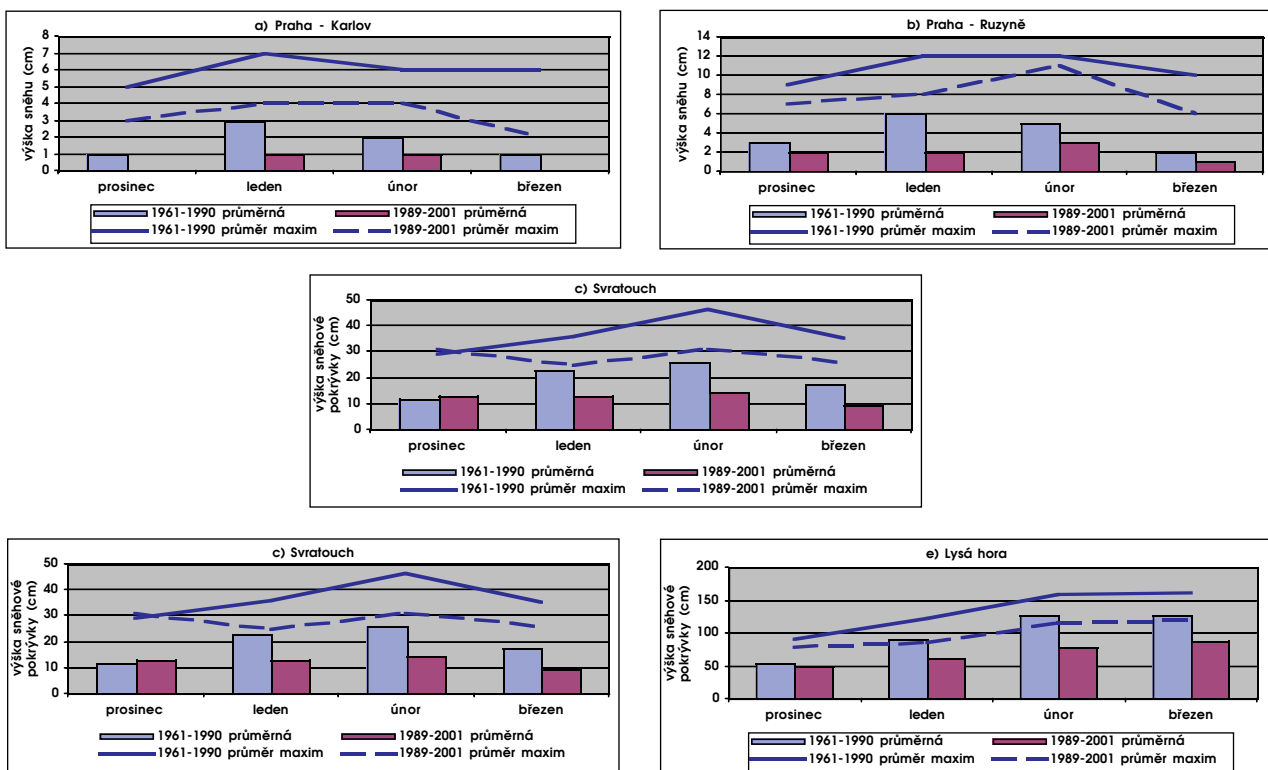 a) Praha - Karlov
výška sněhu (cm)
8
7
6
5
4
3
2
1
0
prosinec leden únor březen
1961-1990 průměrná 1989-2001 průměrná
1961-1990 průměr maxim 1989-2001 průměr maxim
b) Praha - Ruzyně
výška sněhu (cm)
14
12
10
8
6
4
2
0
prosinec leden únor březen
1961-1990 průměrná 1989-2001 průměrná
1961-1990 průměr maxim 1989-2001 průměr maxim
c) Svratouch
výška sněhové
pokrývky (cm)
50
40
30
20
10
0
prosinec leden únor březen
1961-1990 průměrná 1989-2001 průměrná
1961-1990 průměr maxim 1989-2001 průměr maxim
c) Svratouch
výška sněhové
pokrývky (cm)
50
40
30
20
10
0
prosinec leden únor březen
1961-1990 průměrná 1989-2001 průměrná
1961-1990 průměr maxim 1989-2001 průměr maxim
e) Lysá hora
výška sněhové
pokrývky (cm)
200
150
100
50
0
prosinec leden únor březen
1961-1990 průměrná 1989-2001 průměrná
1961-1990 průměr maxim 1989-2001 průměr maxim